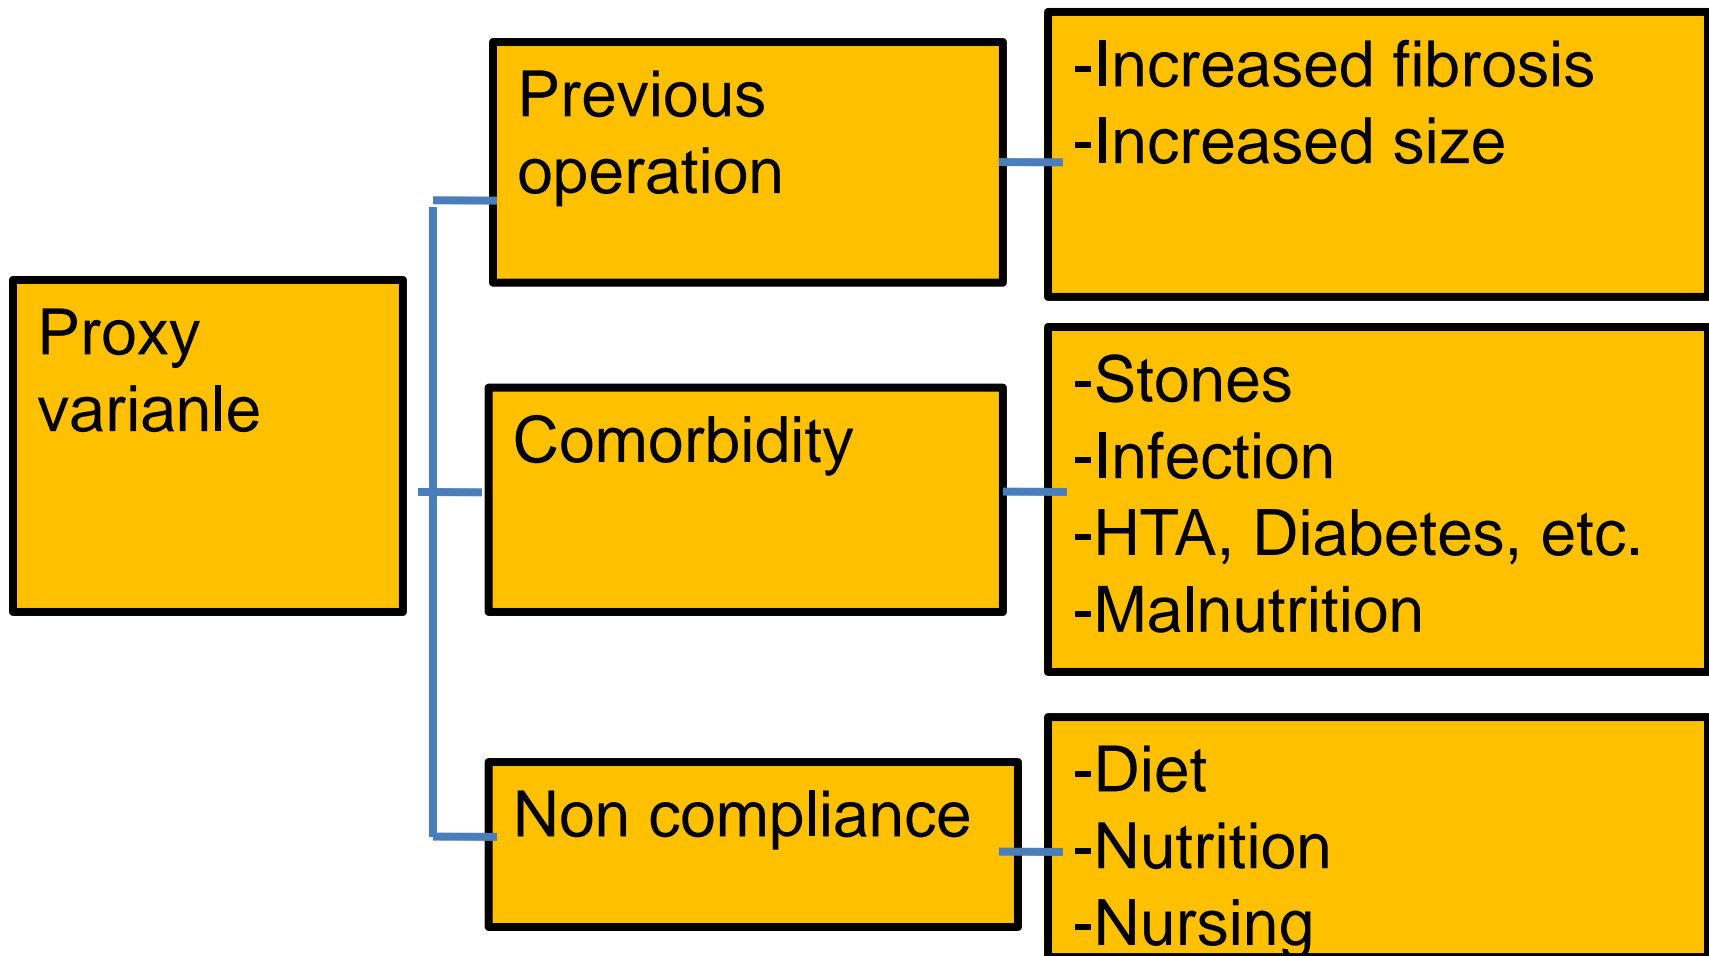 Proxy
varianle
Previous
operation
-Increased fibrosis
-Increased size
Comorbidity
-Stones
-Infection
-HTA, Diabetes, etc.
-Malnutrition
Non compliance
-Diet
-Nutrition
-Nursing